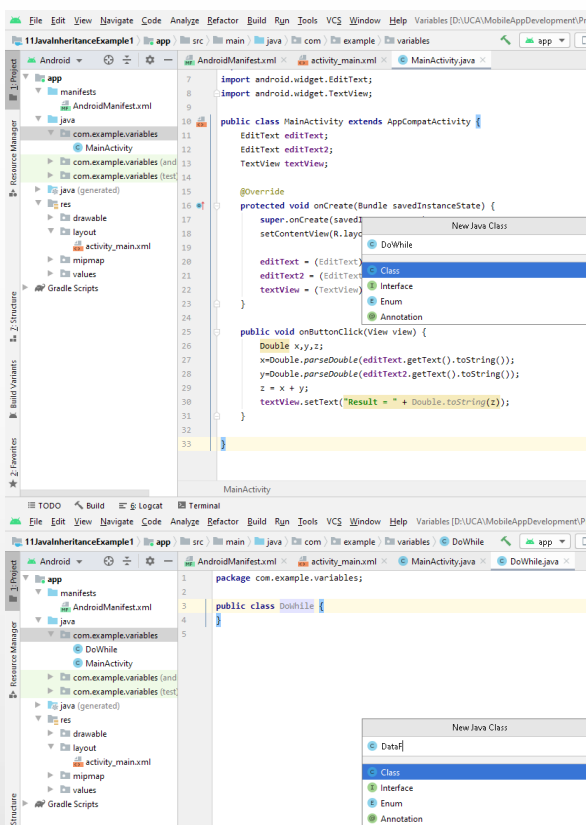 File Edit View Navigate Code Analyze Refactor Build Run Tools VCS Window Help Variables [D:\UCA\MobileAppDevelopment\Pr
11JavaInheritanceExample1 app src main java com example variables app
Android AndroidManifest.xml activity_main.xml MainActivity.java
1: Project
Resource Manager
Z: Structure
Build Variants
2: Favorites
app
manifests
AndroidManifest.xml
java
com.example.variables
MainActivity
com.example.variables (and
com.example.variables (test)
java (generated)
res
drawable
layout
activity_main.xml
mipmap
values
Gradle Scripts
7 import android.widget.EditText;
8 import android.widget.TextView;
9
10 public class MainActivity extends AppCompatActivity {
11 EditText editText;
12 EditText editText2;
13 TextView textView;
14
15 @Override
16 protected void onCreate(Bundle savedInstanceState) {
17 super.onCreate(savedI
18 setContentView(R.layo
19
20 editText = (EditText)
21 editText2 = (EditText
22 textView = (TextView)
23 }
24
25 public void onButtonClick(View view) {
26 Double x,y,z;
27 x=Double.parseDouble(editText.getText().toString());
28 y=Double.parseDouble(editText2.getText().toString());
29 z = x + y;
30 textView.setText("Result = " + Double.toString(z));
31 }
32
33 }
New Java Class
DoWhile
Class
Interface
Enum
Annotation
MainActivity
TODO Build 6: Logcat Terminal
File Edit View Navigate Code Analyze Refactor Build Run Tools VCS Window Help Variables [D:\UCA\MobileAppDevelopment\P
11JavaInheritanceExample1 app src main java com example variables DoWhile app
Android AndroidManifest.xml activity_main.xml MainActivity.java DoWhile.java
1: Project
Resource Manager
Structure
app
manifests
AndroidManifest.xml
java
com.example.variables
DoWhile
MainActivity
com.example.variables (and
com.example.variables (test)
java (generated)
res
drawable
layout
activity_main.xml
mipmap
values
Gradle Scripts
1 package com.example.variables;
2
3 public class DoWhile {
4 }
5
New Java Class
DataF
Class
Interface
Enum
Annotation